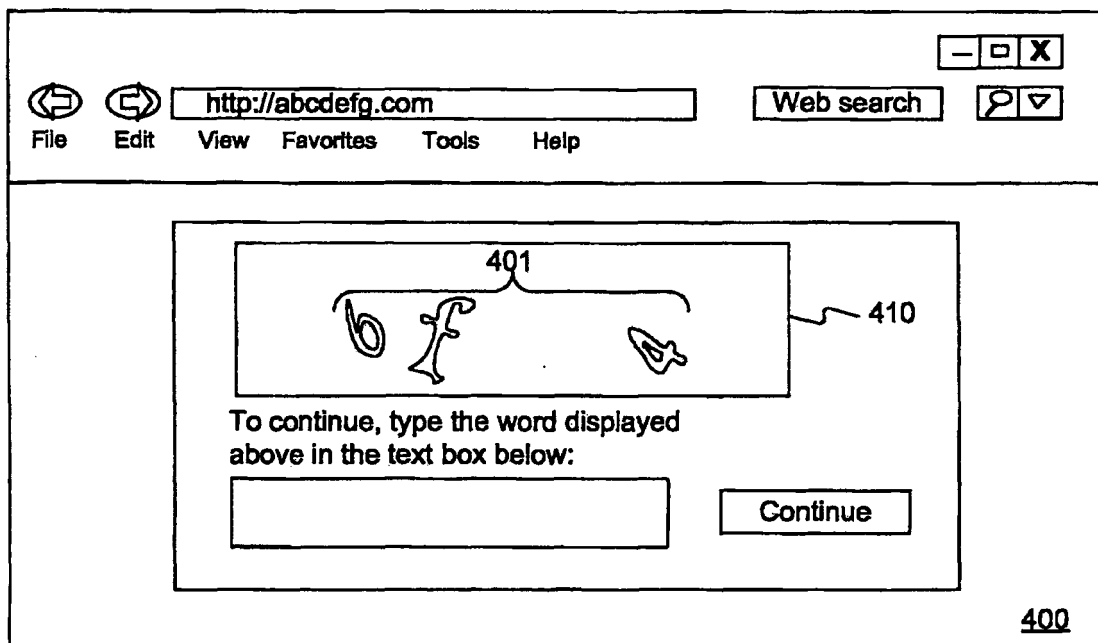 X
http://abcdefg.com Web search
File Edit View Favorites Tools Help
401
b f 4
410
To continue, type the word displayed
above in the text box below:
Continue
400